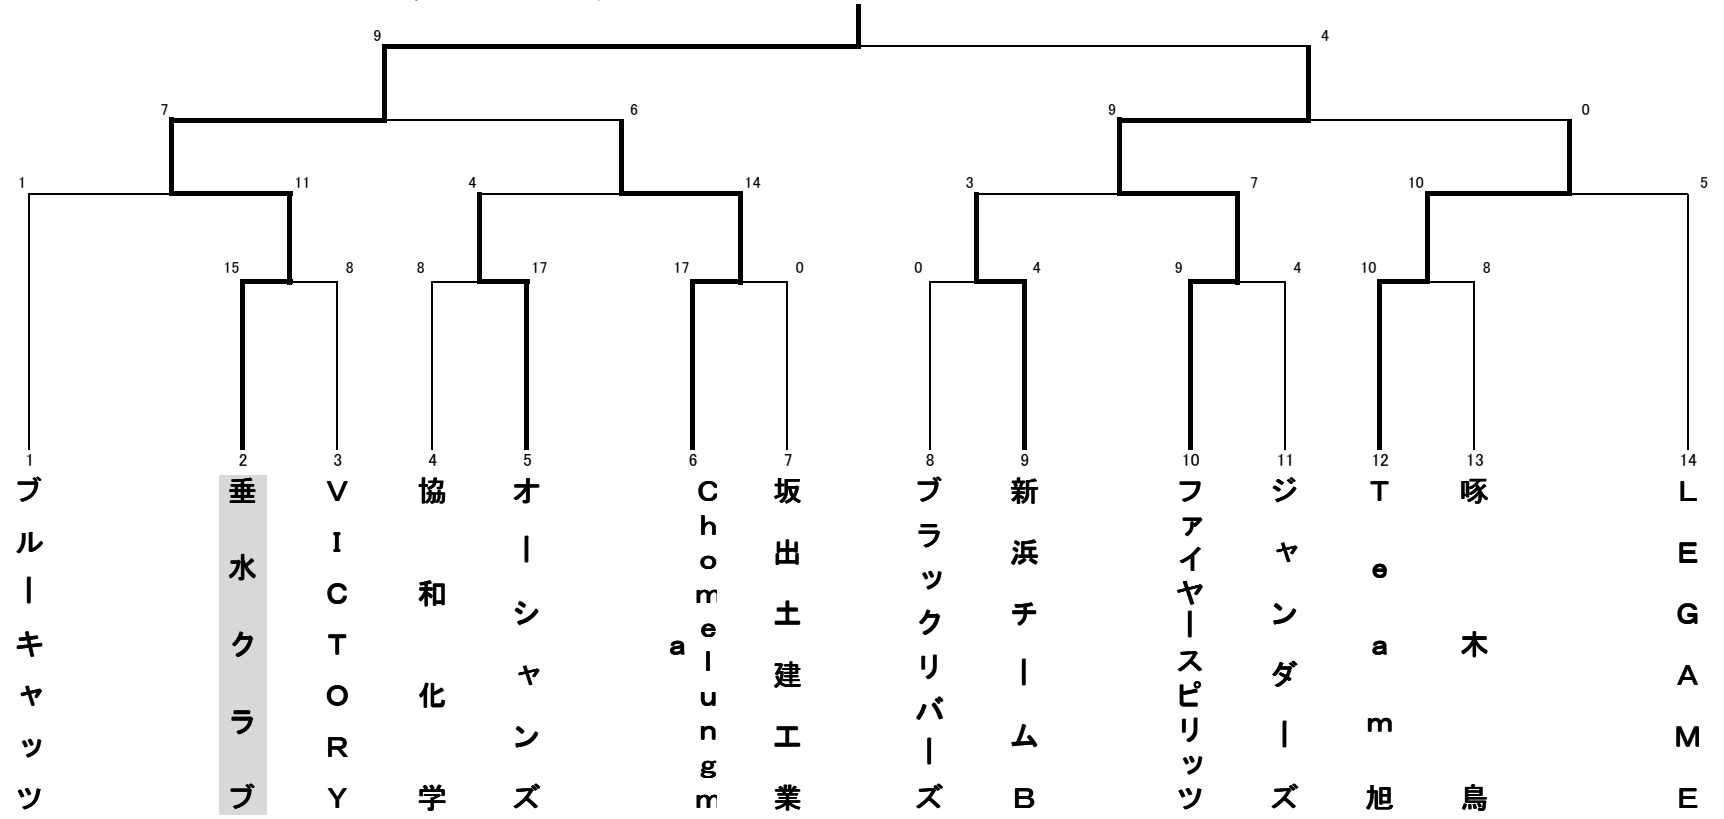 9 4
7 6 9 0
1 11 4 14 3 7 10 5
15 8 8 17 17 0 0 4 9 4 10 8
1 2 3 4 5 6 7 8 9 10 11 12 13 14
ブルーキャッツ
垂水クラブ
ＶＩＣＴＯＲＹ
協和化学
オーシャンズ
Ｃｈｏｍｅｌｕｎｇｍ
ａ
坂出土建工業
ブラックリバーズ
新浜チームＢ
ファイヤースピリッツ
ジャンダーズ
Ｔｅａｍ旭
啄木鳥
ＬＥＧＡＭＥ